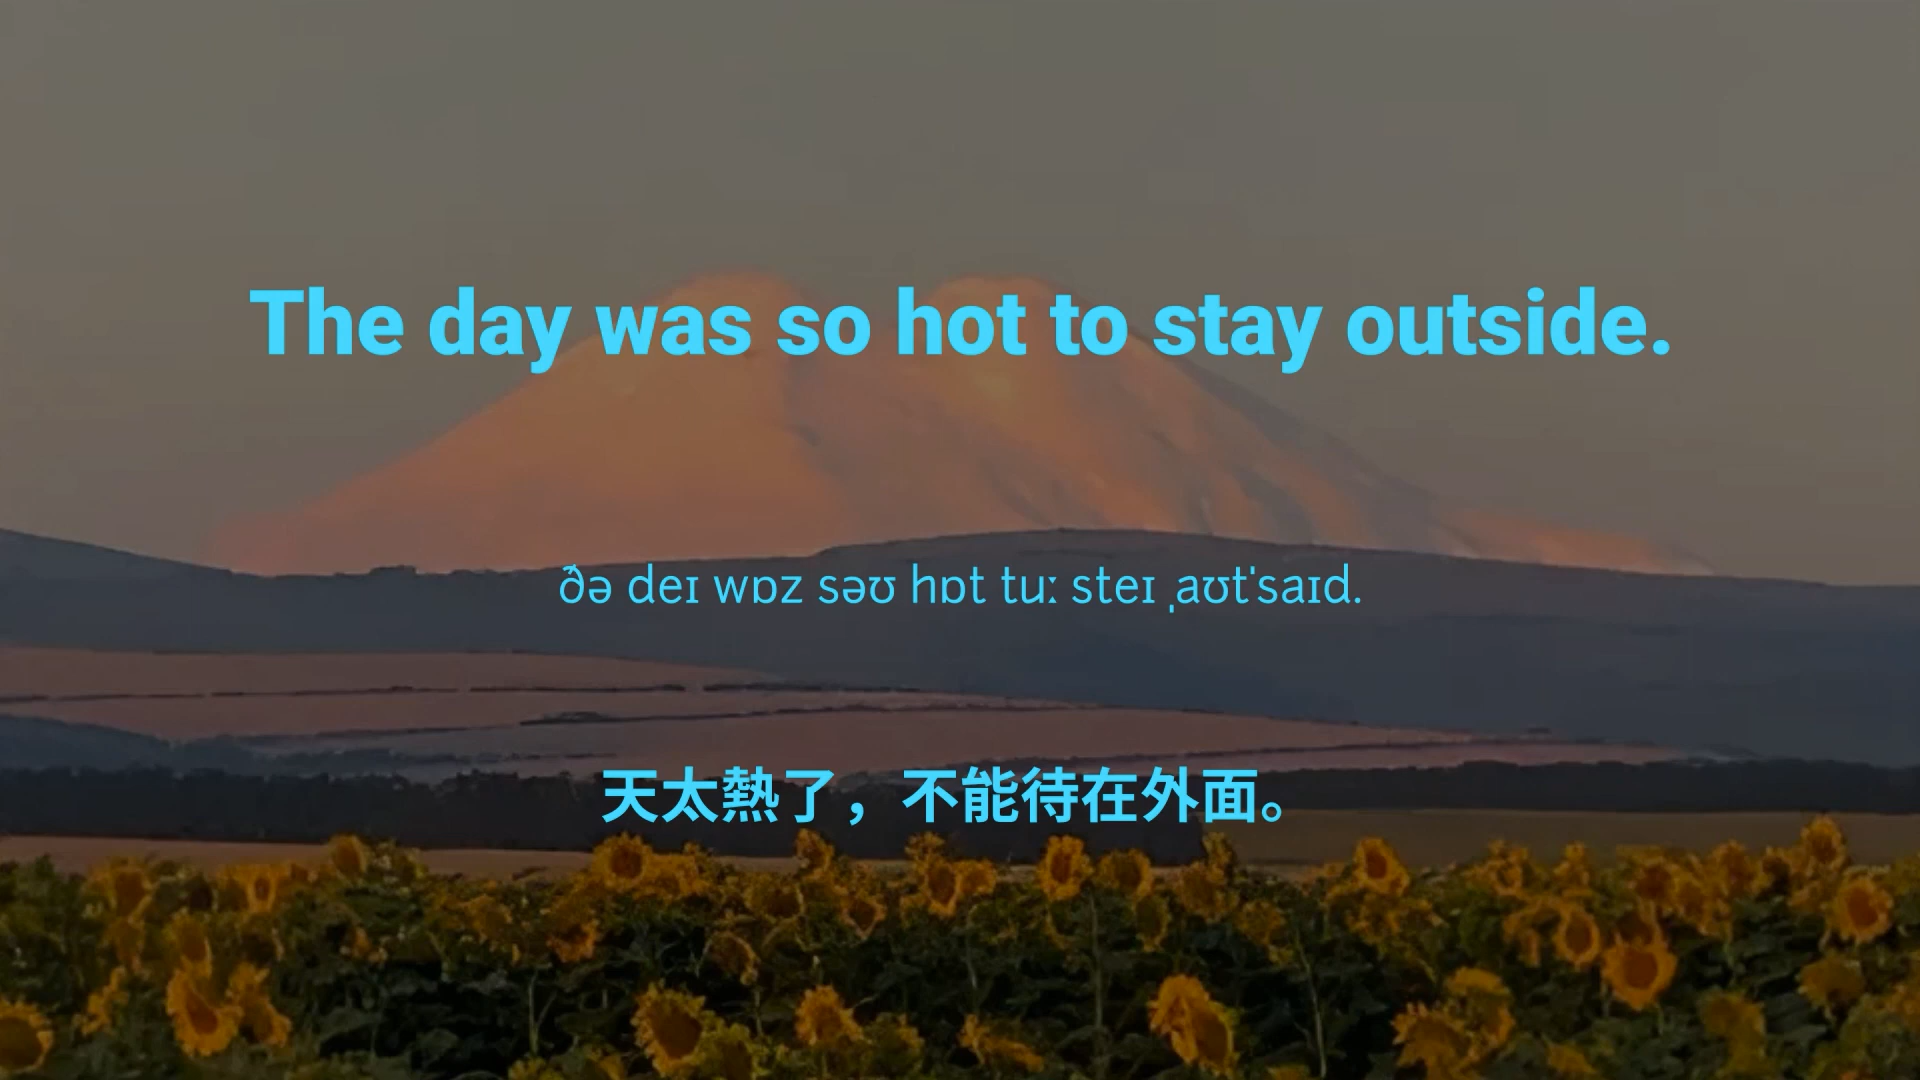 The day was so hot to stay outside.
ðə deɪ wɒz səʊ hɒt tuː steɪ ˌaʊtˈsaɪd.
天太熱了，不能待在外面。